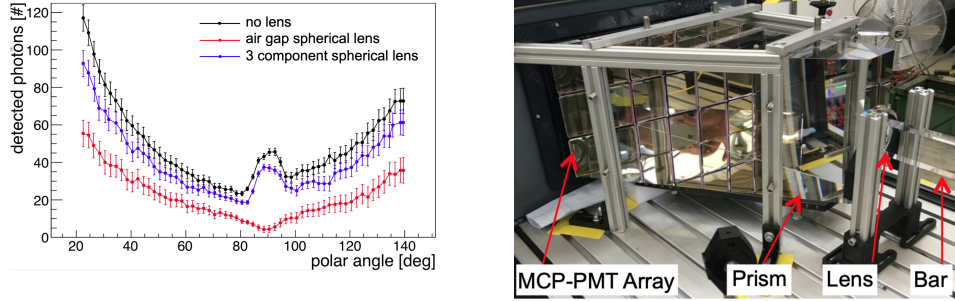 detected photons [#]
120
100
80
60
40
20
0
no lens
air gap spherical lens
3 component spherical lens
20 40 60 80 100 120 140
polar angle [deg]
MCP-PMT Array
Prism
Lens
Bar